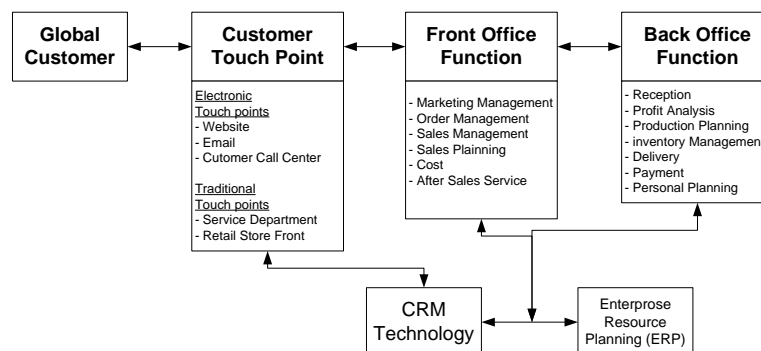 Global
Customer
Customer
Touch Point
Electronic
Touch points
- Website
- Email
- Cutomer Call Center
Traditional
Touch points
- Service Department
- Retail Store Front
Front Office
Function
- Marketing Management
- Order Management
- Sales Management
- Sales Plainning
- Cost
- After Sales Service
Back Office
Function
- Reception
- Profit Analysis
- Production Planning
- inventory Management
- Delivery
- Payment
- Personal Planning
CRM
Technology
Enterprose
Resource
Planning (ERP)